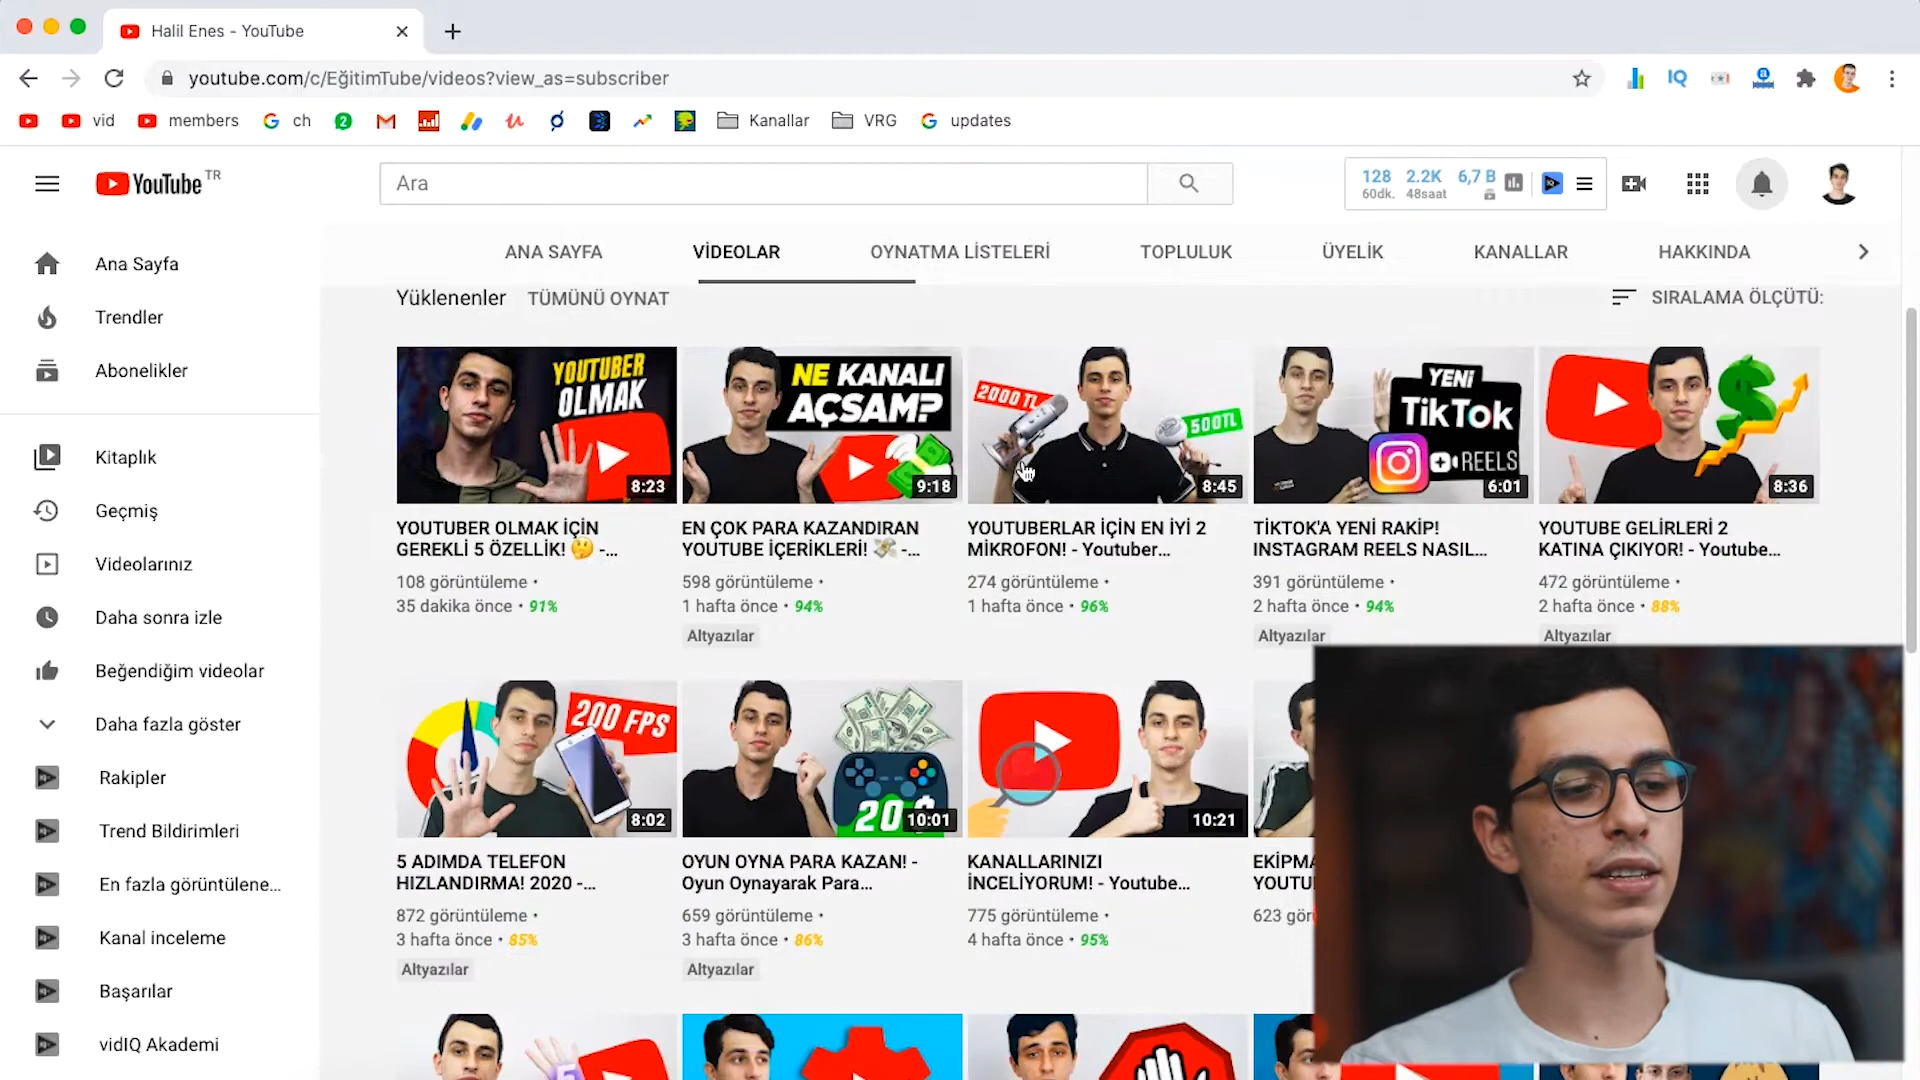 Halil Enes - YouTube
youtube.com/c/EğitimTube/videos?view_as=subscriber
IQ
vid
members
ch
2
Kanallar
VRG
updates
YouTube TR
Ara
128 2.2K 6,7 B
60dk. 48saat
ANA SAYFA
VİDEOLAR
OYNATMA LİSTELERİ
TOPLULUK
ÜYELİK
KANALLAR
HAKKINDA
Ana Sayfa
Trendler
Abonelikler
Kitaplık
Geçmiş
Videolarınız
Daha sonra izle
Beğendiğim videolar
Daha fazla göster
Rakipler
Trend Bildirimleri
En fazla görüntülene...
Kanal inceleme
Başarılar
vidIQ Akademi
Yüklenenler TÜMÜNÜ OYNAT
SIRALAMA ÖLÇÜTÜ:
YOUTUBER
OLMAK
8:23
YOUTUBER OLMAK İÇİN
GEREKLİ 5 ÖZELLİK! 🤔 -...
108 görüntüleme •
35 dakika önce • 91%
NE KANALI
AÇSAM?
9:18
EN ÇOK PARA KAZANDIRAN
YOUTUBE İÇERİKLERİ! 💸 -...
598 görüntüleme •
1 hafta önce • 94%
Altyazılar
2000 TL
500TL
8:45
YOUTUBERLAR İÇİN EN İYİ 2
MİKROFON! - Youtuber...
274 görüntüleme •
1 hafta önce • 96%
YENİ
TikTok
REELS
6:01
TİKTOK'A YENİ RAKİP!
INSTAGRAM REELS NASIL...
391 görüntüleme •
2 hafta önce • 94%
Altyazılar
$
8:36
YOUTUBE GELİRLERİ 2
KATINA ÇIKIYOR! - Youtube...
472 görüntüleme •
2 hafta önce • 88%
Altyazılar
200 FPS
8:02
5 ADIMDA TELEFON
HIZLANDIRMA! 2020 -...
872 görüntüleme •
3 hafta önce • 85%
Altyazılar
20$
10:01
OYUN OYNA PARA KAZAN! -
Oyun Oynayarak Para...
659 görüntüleme •
3 hafta önce • 86%
Altyazılar
10:21
KANALLARINIZI
İNCELİYORUM! - Youtube...
775 görüntüleme •
4 hafta önce • 95%